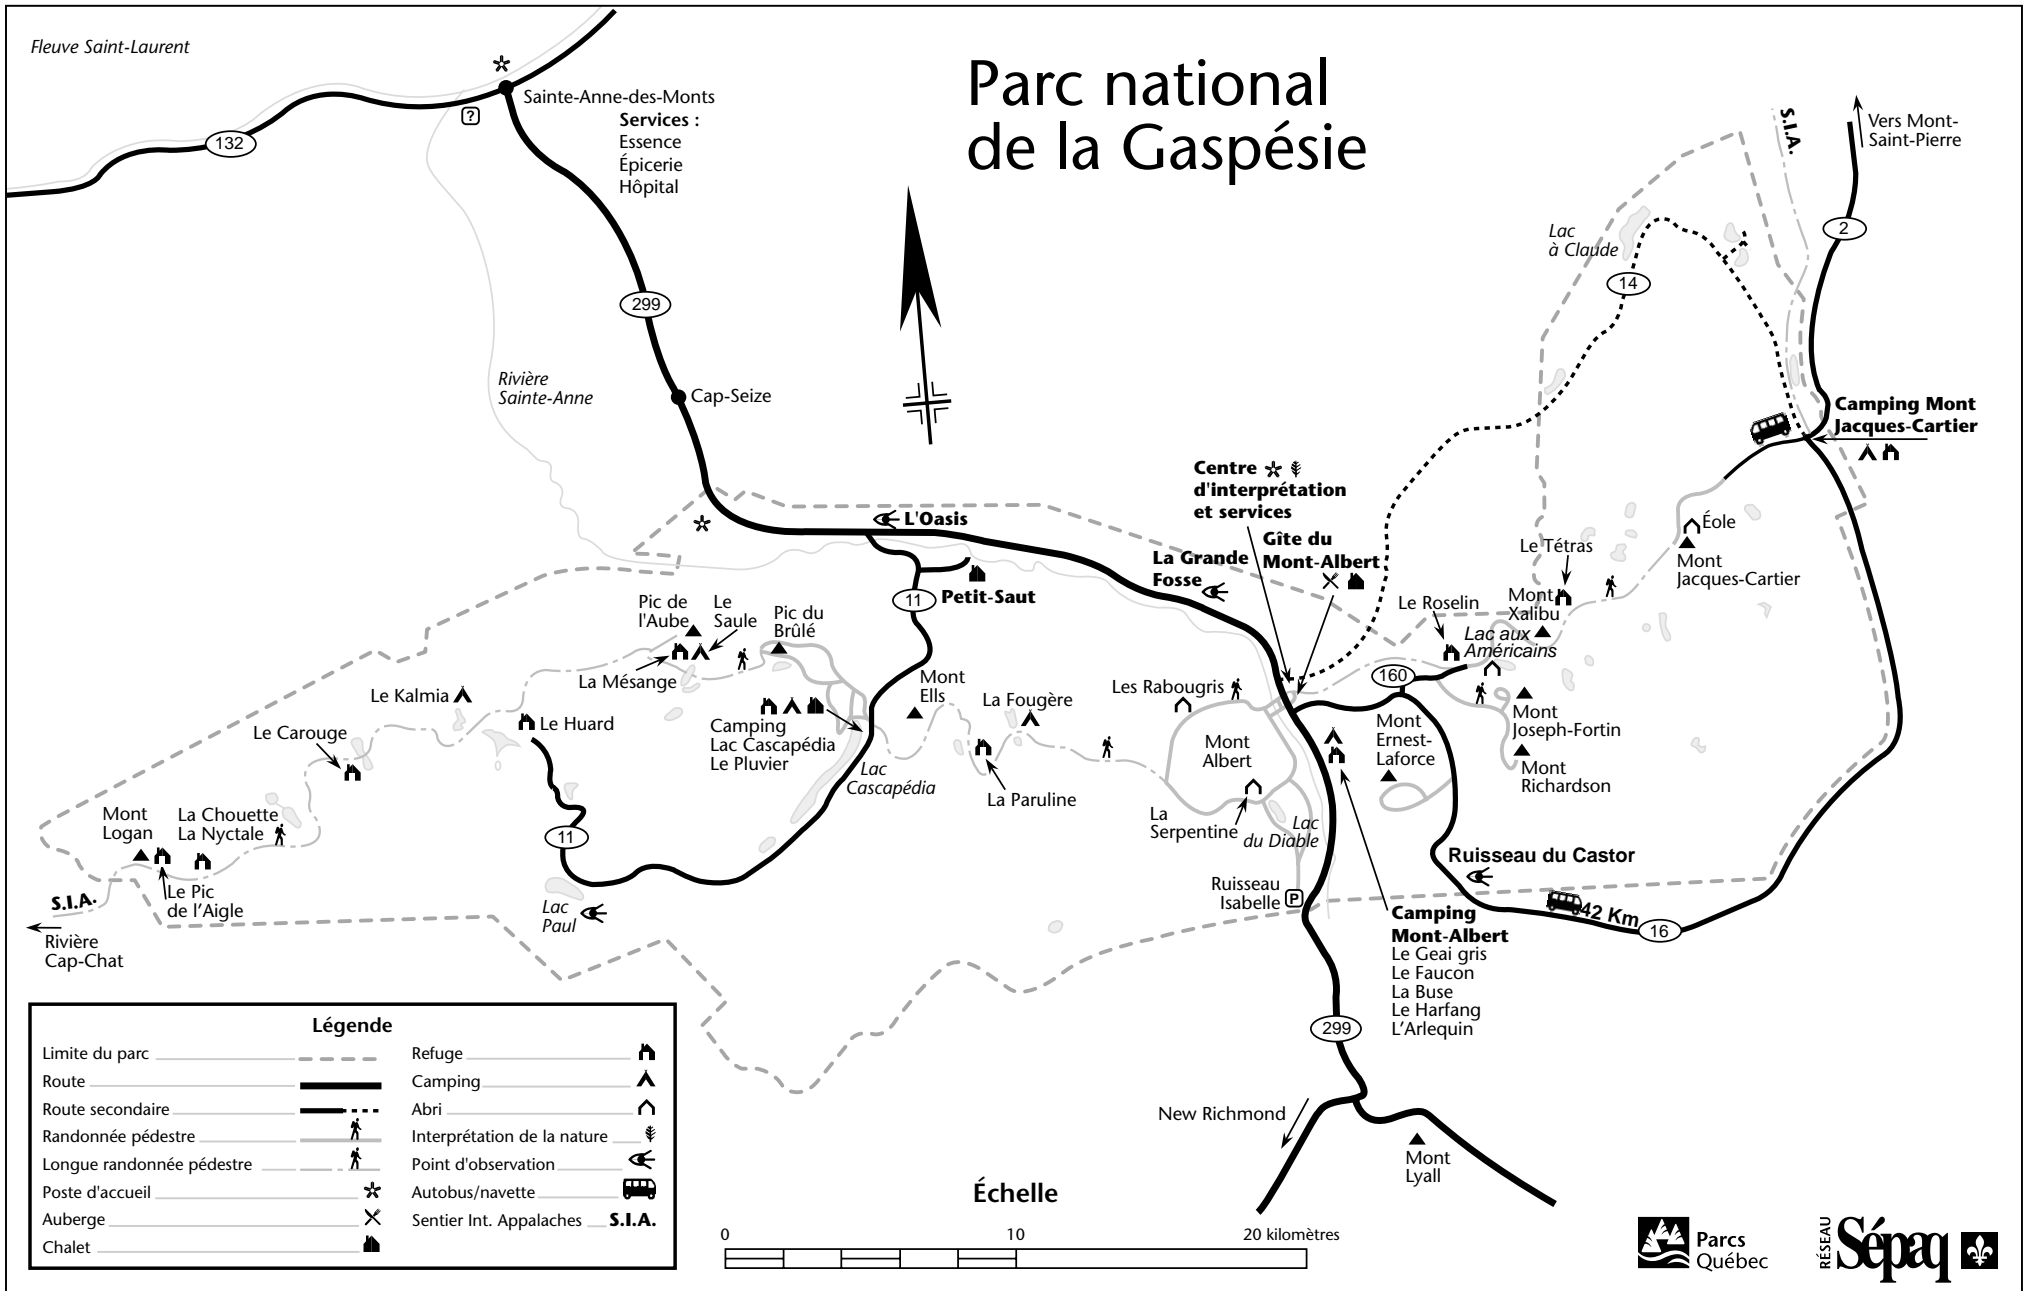 Fleuve Saint-Laurent
Parc national
de la Gaspésie
Sainte-Anne-des-Monts
Services :
Essence
Épicerie
Hôpital
?
132
299
Rivière
Sainte-Anne
Cap-Seize
S.I.A.
Vers Mont-
Saint-Pierre
2
Lac
à Claude
14
Camping Mont
Jacques-Cartier
Centre
d'interprétation
et services
Gîte du
Mont-Albert
L'Oasis
La Grande
Fosse
Petit-Saut
11
Éole
Mont
Jacques-Cartier
Le Tétras
Mont
Xalibu
Le Roselin
Lac aux
Américains
160
Mont
Joseph-Fortin
Mont
Richardson
Mont
Ernest-
Laforce
Pic de
l'Aube
Le
Saule
Pic du
Brûlé
La Mésange
Le Kalmia
Le Huard
Le Carouge
Camping
Lac Cascapédia
Le Pluvier
Mont
Ells
La Fougère
Les Rabougris
Lac
Cascapédia
La Paruline
Mont
Albert
La
Serpentine
Lac
du Diable
Mont
Logan
La Chouette
La Nyctale
11
Le Pic
de l’Aigle
S.I.A.
Rivière
Cap-Chat
Lac
Paul
Ruisseau
Isabelle
P
Ruisseau du Castor
42 Km
16
Camping
Mont-Albert
Le Geai gris
Le Faucon
La Buse
Le Harfang
L’Arlequin
299
New Richmond
Mont
Lyall
Légende
Limite du parc
Route
Route secondaire
Randonnée pédestre
Longue randonnée pédestre
Poste d'accueil
Auberge
Chalet
Refuge
Camping
Abri
Interprétation de la nature
Point d'observation
Autobus/navette
Sentier Int. Appalaches S.I.A.
Échelle
0 10 20 kilomètres
Parcs
Québec
RÉSEAU
Sépaq